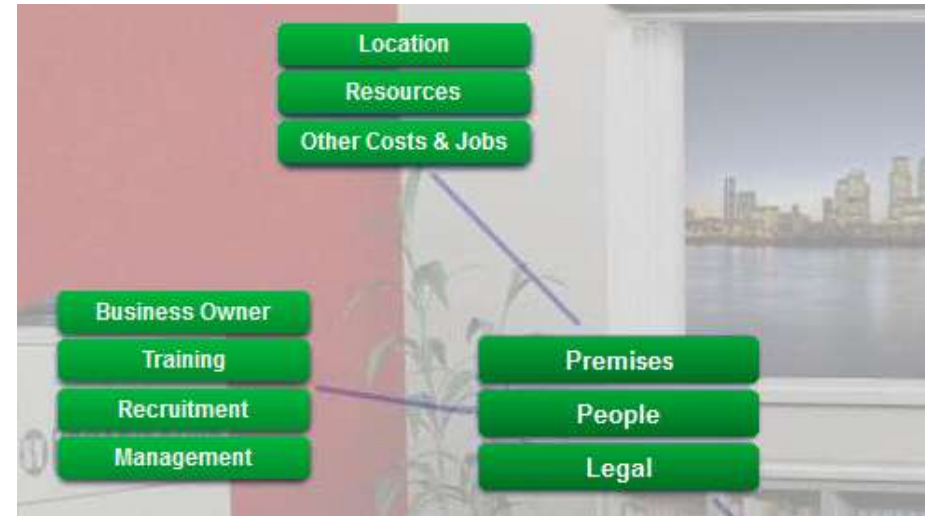 Location
Resources
Other Costs & Jobs
Business Owner
Training
Recruitment
Management
Premises
People
Legal